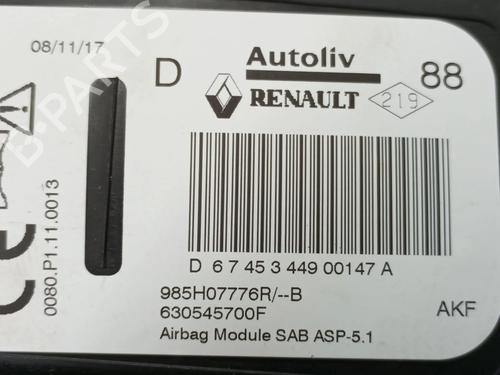 08/11/17
D
Autoliv
RENAULT
219
88
0080.P1.11.0013
CE
D 6 7 45 3 449 00147 A
985H07776R/--B
630545700F
AKF
Airbag Module SAB ASP-5.1
B-PARTS